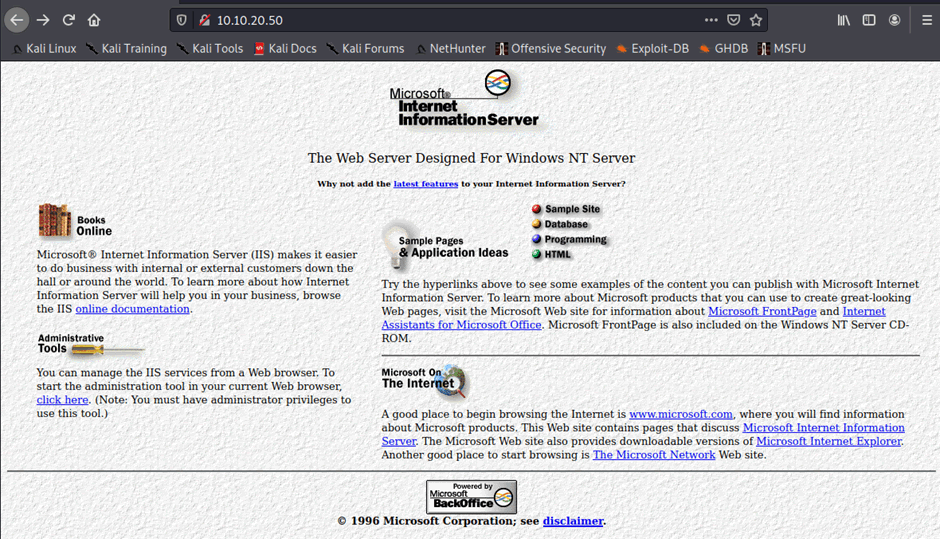 10.10.20.50
Kali Linux
Kali Training
Kali Tools
Kali Docs
Kali Forums
NetHunter
Offensive Security
Exploit-DB
GHDB
MSFU
Microsoft®
Internet
Information Server
The Web Server Designed For Windows NT Server
Why not add the latest features to your Internet Information Server?
Books
Online
Microsoft® Internet Information Server (IIS) makes it easier
to do business with internal or external customers down the
hall or around the world. To learn more about how Internet
Information Server will help you in your business, browse
the IIS online documentation.
Administrative
Tools
You can manage the IIS services from a Web browser. To
start the administration tool in your current Web browser,
click here. (Note: You must have administrator privileges to
use this tool.)
Sample Pages
& Application Ideas
Sample Site
Database
Programming
HTML
Try the hyperlinks above to see some examples of the content you can publish with Microsoft Internet
Information Server. To learn more about Microsoft products that you can use to create great-looking
Web pages, visit the Microsoft Web site for information about Microsoft FrontPage and Internet
Assistants for Microsoft Office. Microsoft FrontPage is also included on the Windows NT Server CD-
ROM.
Microsoft On
The Internet
A good place to begin browsing the Internet is www.microsoft.com, where you will find information
about Microsoft products. This Web site contains pages that discuss Microsoft Internet Information
Server. The Microsoft Web site also provides downloadable versions of Microsoft Internet Explorer.
Another good place to start browsing is The Microsoft Network Web site.
Powered by
Microsoft
BackOffice
© 1996 Microsoft Corporation; see disclaimer.